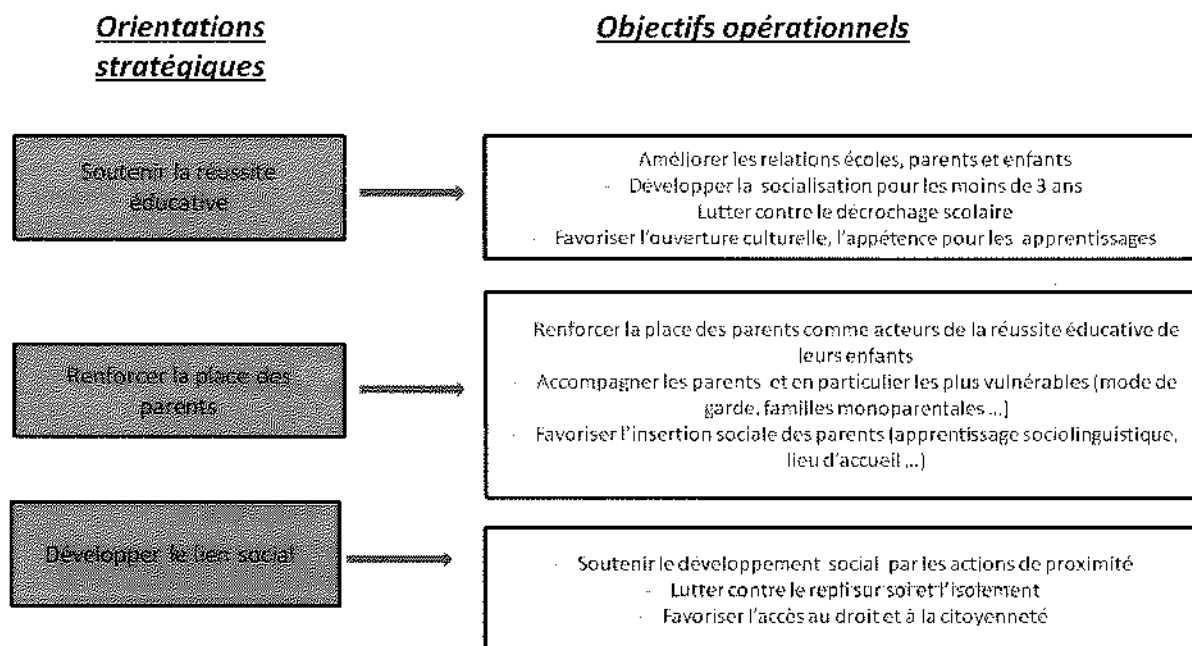 Orientations
stratégiques
Objectifs opérationnels
Soutenir la réussite
éducative
Améliorer les relations écoles, parents et enfants
- Développer la socialisation pour les moins de 3 ans
Lutter contre le décrochage scolaire
- Favoriser l'ouverture culturelle, l'appétence pour les apprentissages
Renforcer la place des
parents
Renforcer la place des parents comme acteurs de la réussite éducative de
leurs enfants
- Accompagner les parents et en particulier les plus vulnérables (mode de
garde, familles monoparentales ...)
- Favoriser l'insertion sociale des parents (apprentissage sociolinguistique,
lieu d'accueil ,..)
Développer le lien social
- Soutenir le développement social par les actions de proximité
- Lutter contre le repli sur soi et l'isolement
- Favoriser l'accès au droit et à la citoyenneté